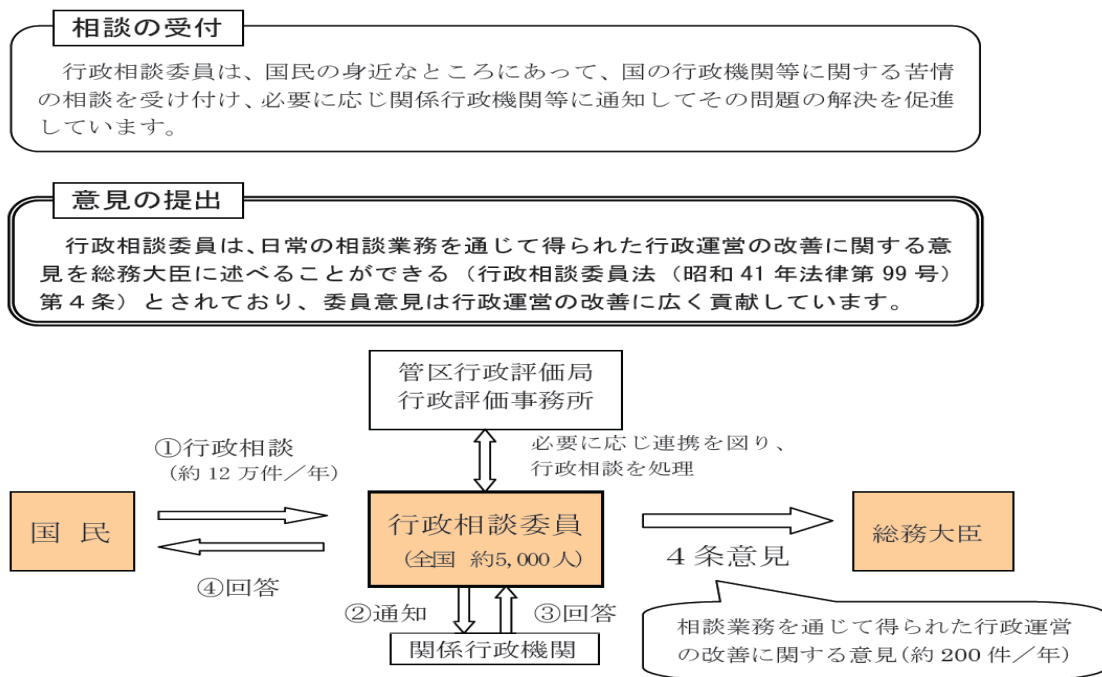 相談の受付
行政相談委員は、国民の身近なところにあって、国の行政機関等に関する苦情
の相談を受け付け、必要に応じ関係行政機関等に通知してその問題の解決を促進
しています。
意見の提出
行政相談委員は、日常の相談業務を通じて得られた行政運営の改善に関する意
見を総務大臣に述べることができる（行政相談委員法（昭和 41 年法律第 99 号）
第４条）とされており、委員意見は行政運営の改善に広く貢献しています。
管区行政評価局
行政評価事務所
必要に応じ連携を図り、
行政相談を処理
①行政相談
（約 12 万件／年）
国 民
④回答
行政相談委員
（全国 約5,000 人）
②通知
③回答
関係行政機関
４条意見
総務大臣
相談業務を通じて得られた行政運営
の改善に関する意見（約 200 件／年）